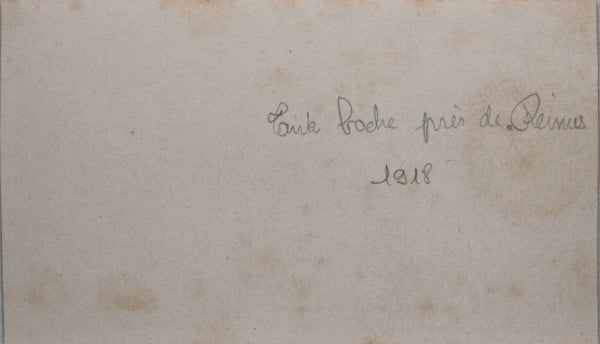 Tank boche près de Reims
1918